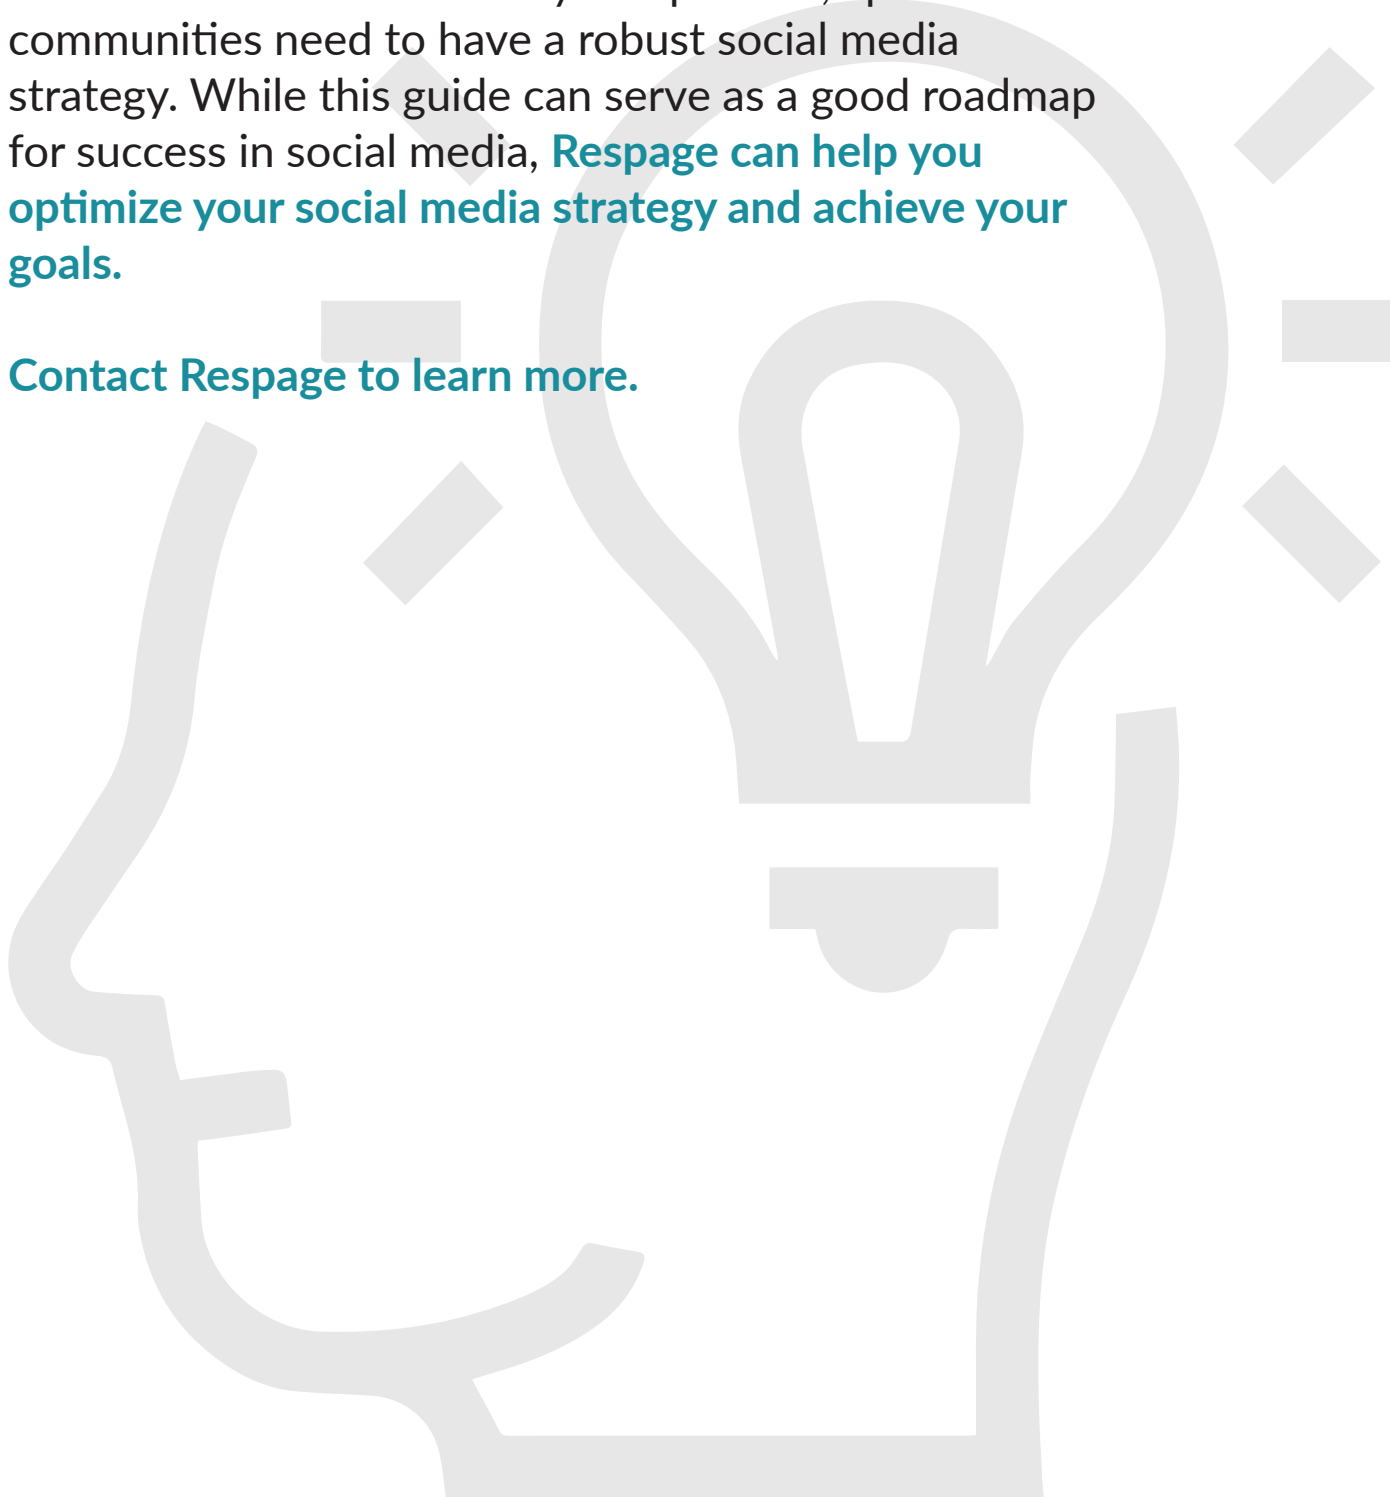 communities need to have a robust social media
strategy. While this guide can serve as a good roadmap
for success in social media, Respage can help you
optimize your social media strategy and achieve your
goals.
Contact Respage to learn more.